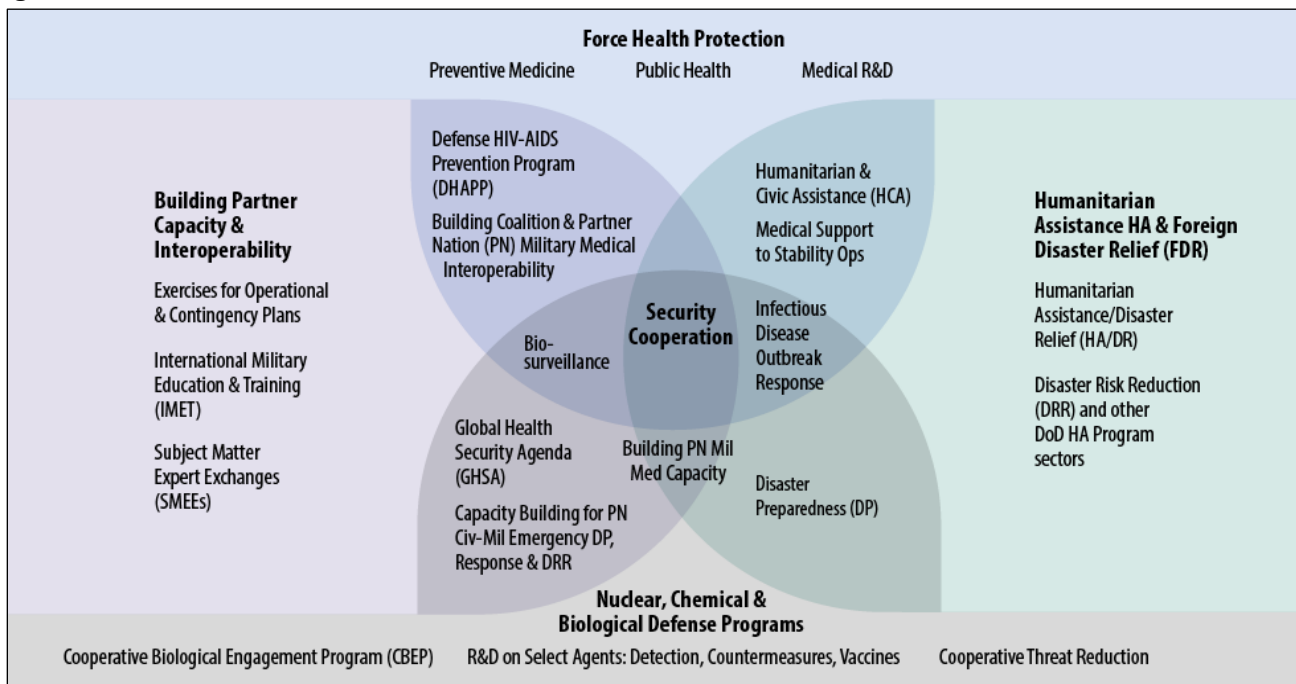 Force Health Protection
Preventive Medicine
Public Health
Medical R&D
Building Partner
Capacity &
Interoperability
Exercises for Operational
& Contingency Plans
International Military
Education & Training
(IMET)
Subject Matter
Expert Exchanges
(SMEEs)
Defense HIV-AIDS
Prevention Program
(DHAPP)
Building Coalition & Partner
Nation (PN) Military Medical
Interoperability
Humanitarian &
Civic Assistance (HCA)
Medical Support
to Stability Ops
Bio-
surveillance
Security
Cooperation
Infectious
Disease
Outbreak
Response
Global Health
Security Agenda
(GHSA)
Capacity Building for PN
Civ-Mil Emergency DP,
Response & DRR
Building PN Mil
Med Capacity
Disaster
Preparedness (DP)
Humanitarian
Assistance HA & Foreign
Disaster Relief (FDR)
Humanitarian
Assistance/Disaster
Relief (HA/DR)
Disaster Risk Reduction
(DRR) and other
DoD HA Program
sectors
Nuclear, Chemical &
Biological Defense Programs
Cooperative Biological Engagement Program (CBEP)
R&D on Select Agents: Detection, Countermeasures, Vaccines
Cooperative Threat Reduction